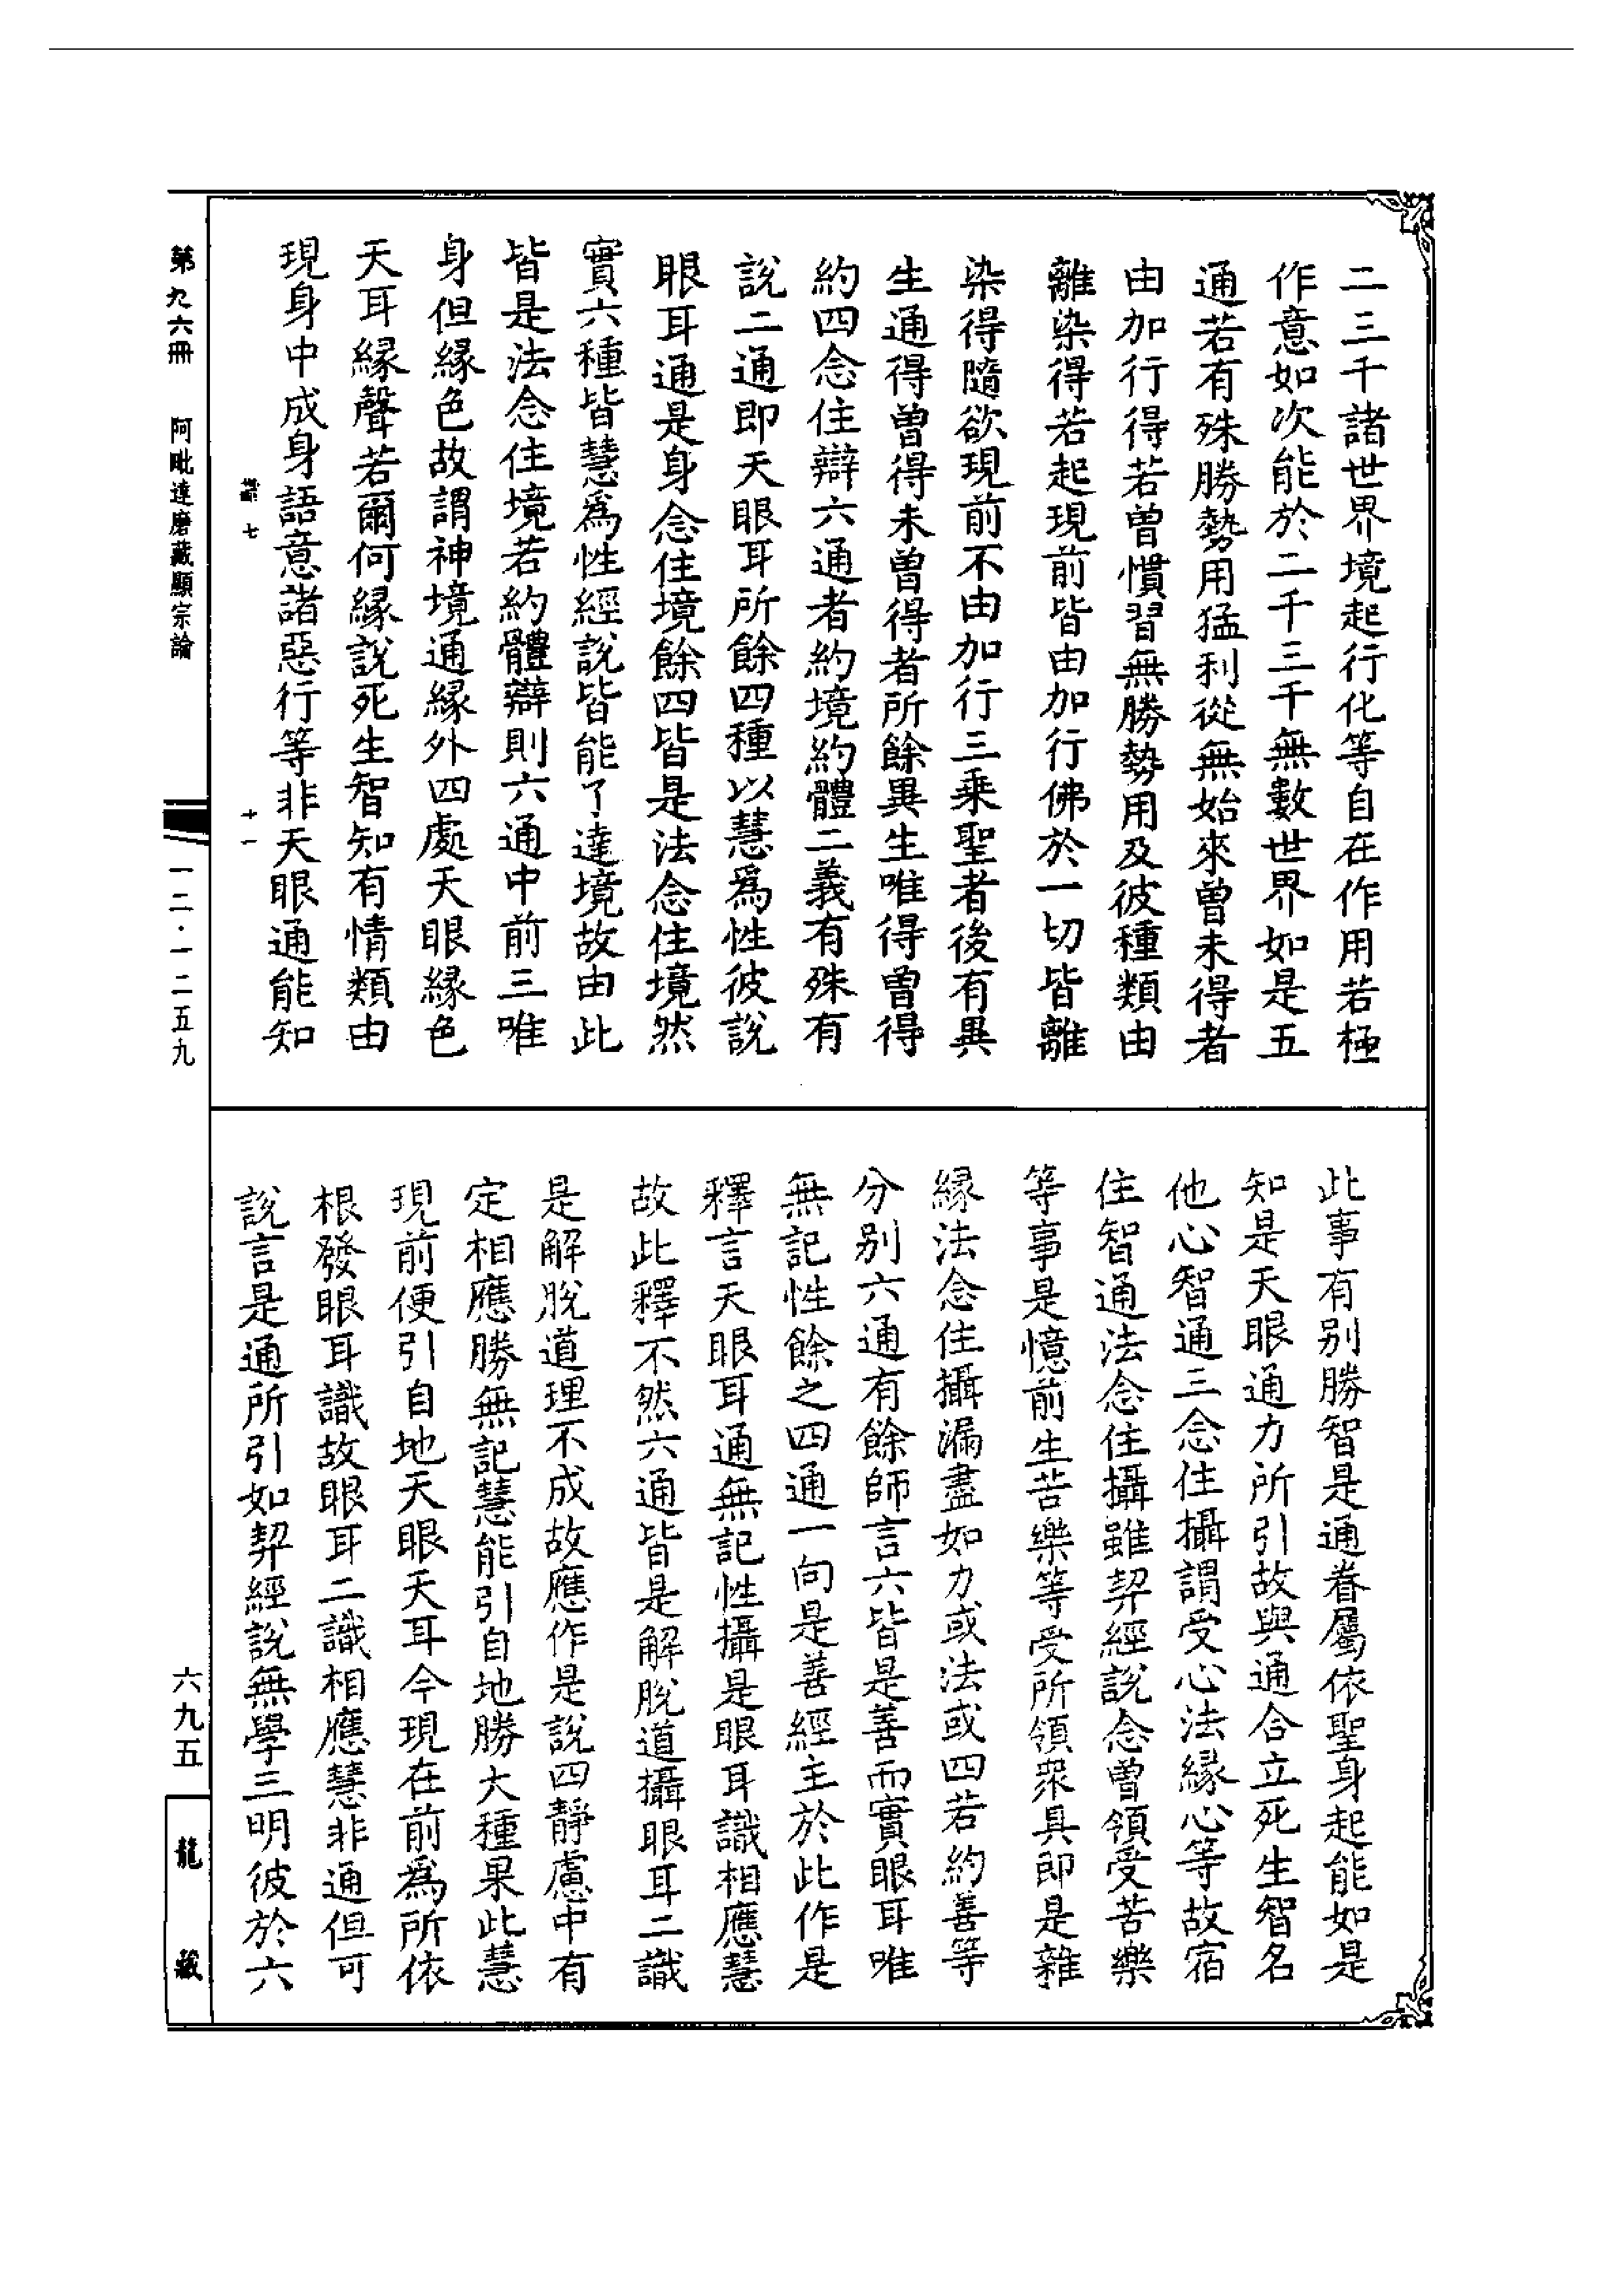 二三千諸世界境起行化等自在作用若極
作意如次能於二千三千無數世界如是五
通若有殊勝勢用猛利從無始來曾未得者
由加行得若曾慣習無勝勢用及彼種類由
離染得若起現前皆由加行佛於一切皆離
染得隨欲現前不由加行三乘聖者後有異
生通得曾得未曾得者所餘異生唯得曾得
約四念住辯六通者約境約體二義有殊有
說二通即天眼耳所餘四種以慧為性彼說
眼耳通是身念住境餘四皆是法念住境然
實六種皆慧為性經說皆能了達境故由此
皆是法念住境若約體辯則六通中前三唯
身但緣色故謂神境通緣外四處天眼緣色
天耳緣聲若爾何緣說死生智知有情類由
現身中成身語意諸惡行等非天眼通能知
七
十一
此事有別勝智是通眷屬依聖身起能如是
知是天眼通力所引故與通合立死生智名
他心智通三念住攝謂受心法緣心等故宿
住智通法念住攝雖契經說念曾領受苦樂
等事是憶前生苦樂等受所領眾具即是雜
緣法念住攝漏盡如力或法或四若約善等
分別六通有餘師言六皆是善而實眼耳唯
無記性餘之四通一向是善經主於此作是
釋言天眼耳通無記性攝是眼耳識相應慧
故此釋不然六通皆是解脫道攝眼耳二識
是解脫道理不成故應作是說四靜慮中有
定相應勝無記慧能引自地勝大種果此慧
現前便引自地天眼天耳令現在前為所依
根發眼耳識故眼耳二識相應慧非通但可
說言是通所引如契經說無學三明彼於六
第九六冊 阿毗達磨藏顯宗論
一二·一二五九
六九五
龍藏